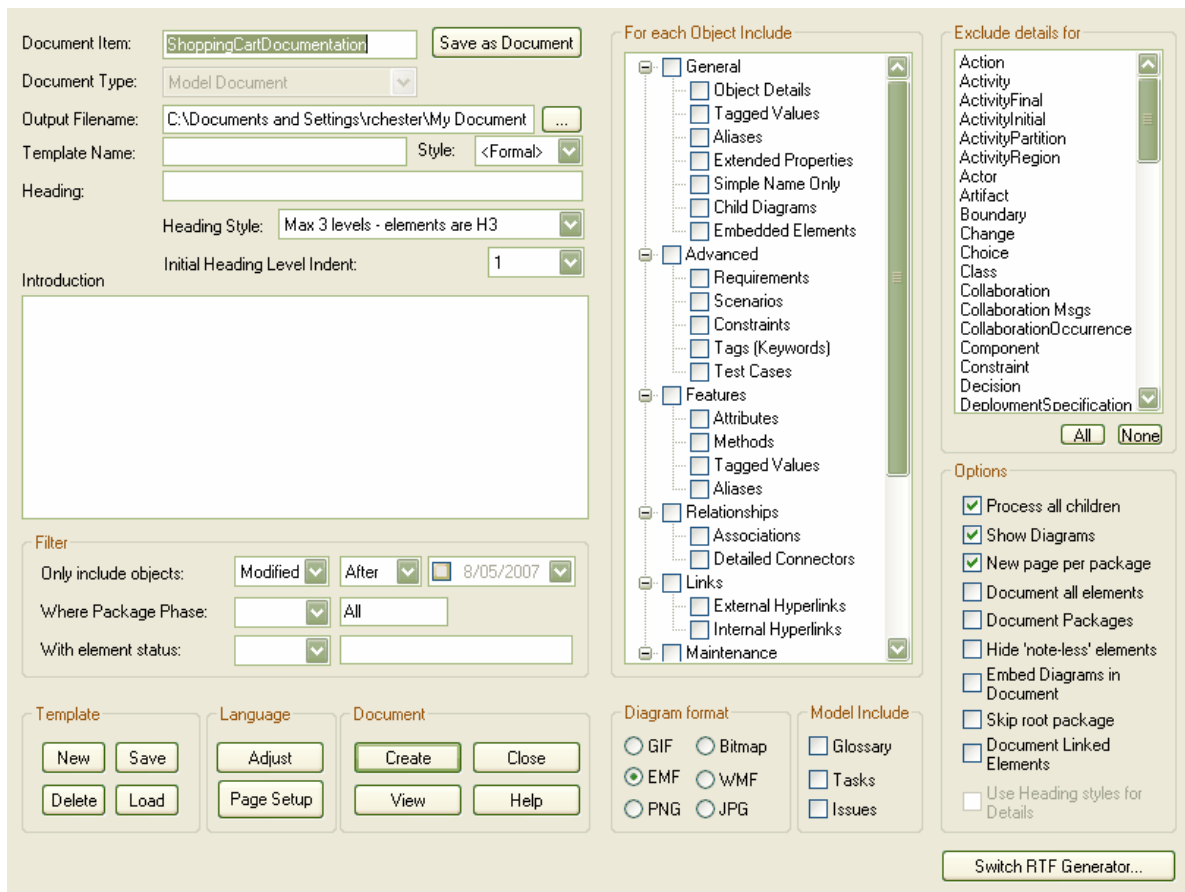 Document Item: ShoppingCartDocumentation Save as Document
Document Type: Model Document
Output Filename: C:\Documents and Settings\rchester\My Document ...
Template Name: Style: <Formal>
Heading:
Heading Style: Max 3 levels - elements are H3
Initial Heading Level Indent: 1
Introduction
Filter
Only include objects: Modified After 8/05/2007
Where Package Phase: All
With element status:
Template
New Save
Delete Load
Language
Adjust
Page Setup
Document
Create Close
View Help
For each Object Include
General
Object Details
Tagged Values
Aliases
Extended Properties
Simple Name Only
Child Diagrams
Embedded Elements
Advanced
Requirements
Scenarios
Constraints
Tags (Keywords)
Test Cases
Features
Attributes
Methods
Tagged Values
Aliases
Relationships
Associations
Detailed Connectors
Links
External Hyperlinks
Internal Hyperlinks
Maintenance
Diagram format
GIF Bitmap
EMF WMF
PNG JPG
Model Include
Glossary
Tasks
Issues
Exclude details for
Action
Activity
ActivityFinal
ActivityInitial
ActivityPartition
ActivityRegion
Actor
Artifact
Boundary
Change
Choice
Class
Collaboration
Collaboration Msgs
CollaborationOccurrence
Component
Constraint
Decision
DeploymentSpecification
All None
Options
Process all children
Show Diagrams
New page per package
Document all elements
Document Packages
Hide 'note-less' elements
Embed Diagrams in
Document
Skip root package
Document Linked
Elements
Use Heading styles for
Details
Switch RTF Generator...